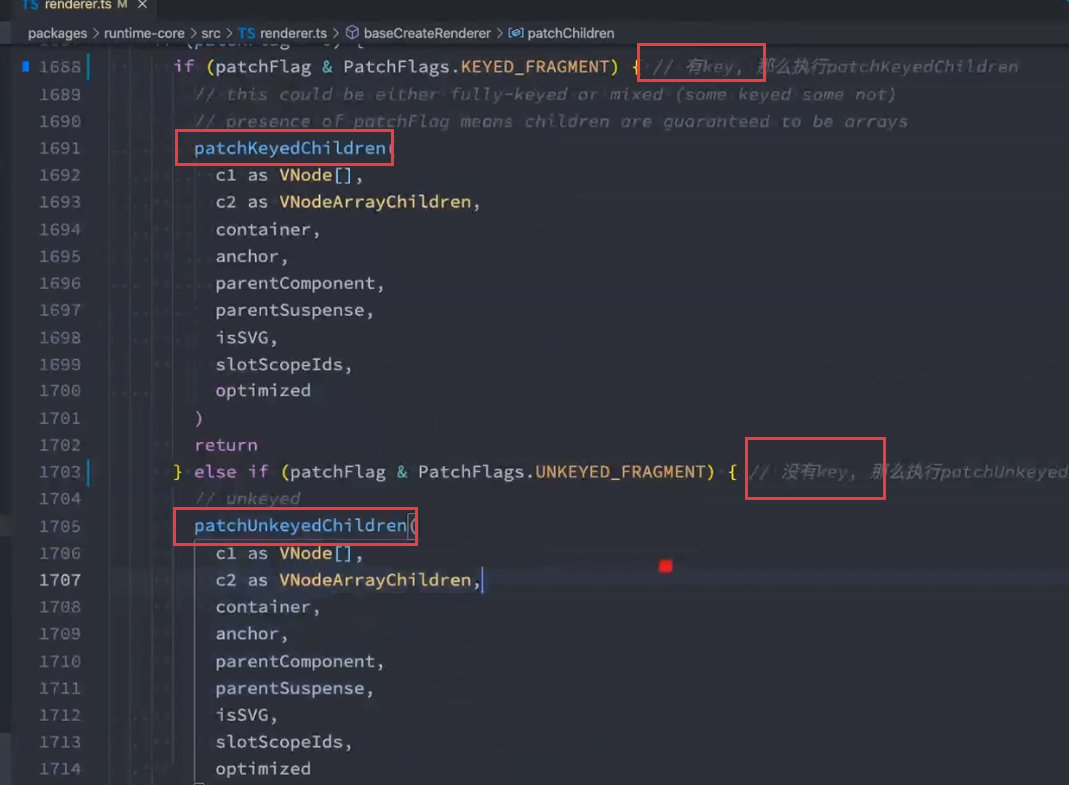 TS renderer.ts M ×
packages > runtime-core > src > TS renderer.ts > baseCreateRenderer > patchChildren
1688 if (patchFlag & PatchFlags.KEYED_FRAGMENT) { // 有key, 那么执行patchKeyedChildren
1689 // this could be either fully-keyed or mixed (some keyed some not)
1690 // presence of patchFlag means children are guaranteed to be arrays
1691 patchKeyedChildren(
1692 c1 as VNode[],
1693 c2 as VNodeArrayChildren,
1694 container,
1695 anchor,
1696 parentComponent,
1697 parentSuspense,
1698 isSVG,
1699 slotScopeIds,
1700 optimized
1701 )
1702 return
1703 } else if (patchFlag & PatchFlags.UNKEYED_FRAGMENT) { // 没有key, 那么执行patchUnkeyed
1704 // unkeyed
1705 patchUnkeyedChildren(
1706 c1 as VNode[],
1707 c2 as VNodeArrayChildren,
1708 container,
1709 anchor,
1710 parentComponent,
1711 parentSuspense,
1712 isSVG,
1713 slotScopeIds,
1714 optimized